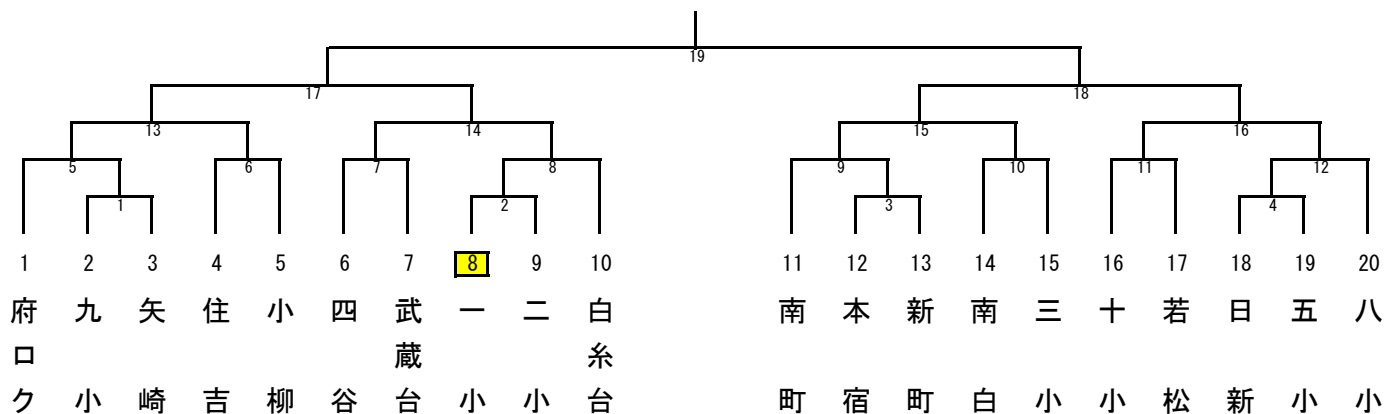 19
17
18
13
14
15
16
5
6
7
8
9
10
11
12
1
2
3
4
1 2 3 4 5 6 7 8 9 10 11 12 13 14 15 16 17 18 19 20
府ロク
九小
矢崎
住吉
小柳
四谷
武蔵台
一小
二小
白糸台
南町
本宿
新町
南白
三小
十小
若松
日新
五小
八小